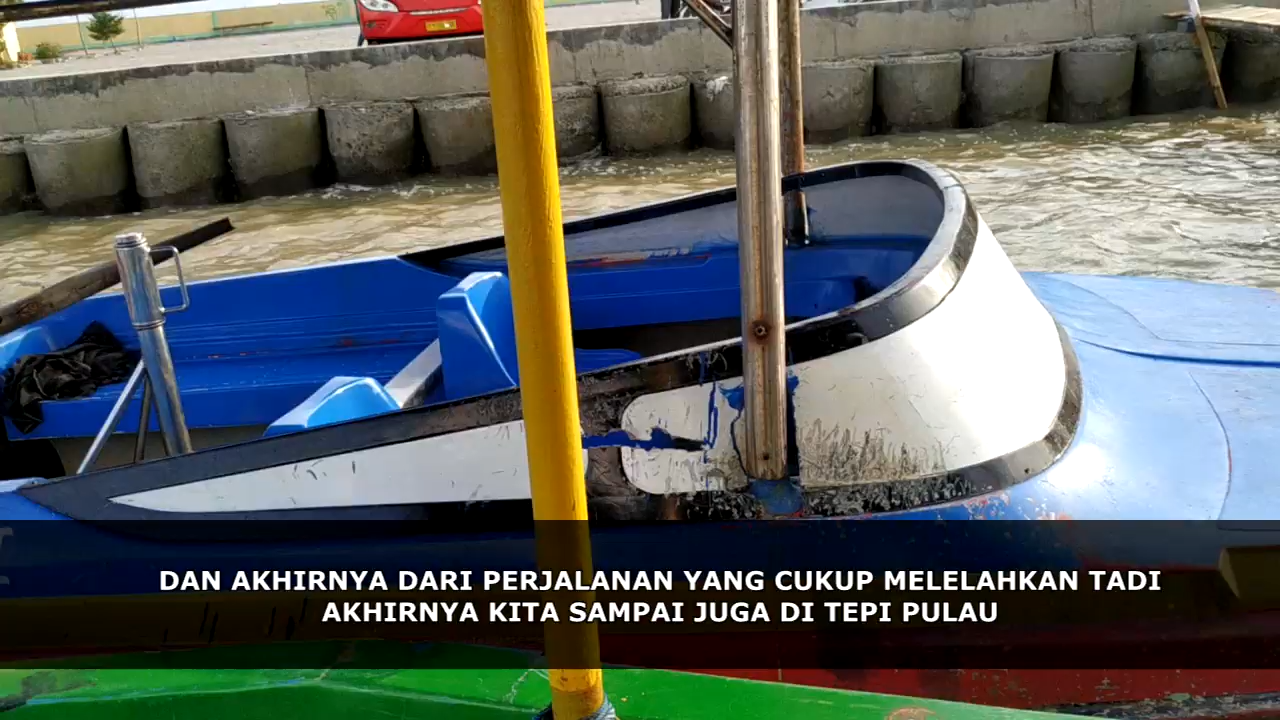 DAN AKHIRNYA DARI PERJALANAN YANG CUKUP MELELAHKAN TADI
AKHIRNYA KITA SAMPAI JUGA DI TEPI PULAU